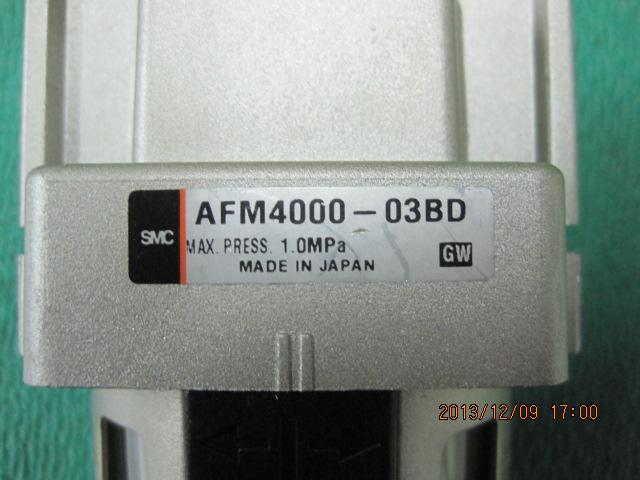 AFM4000-03BD
SMC
MAX. PRESS. 1.0MPa
GW
MADE IN JAPAN
2013/12/09 17:00